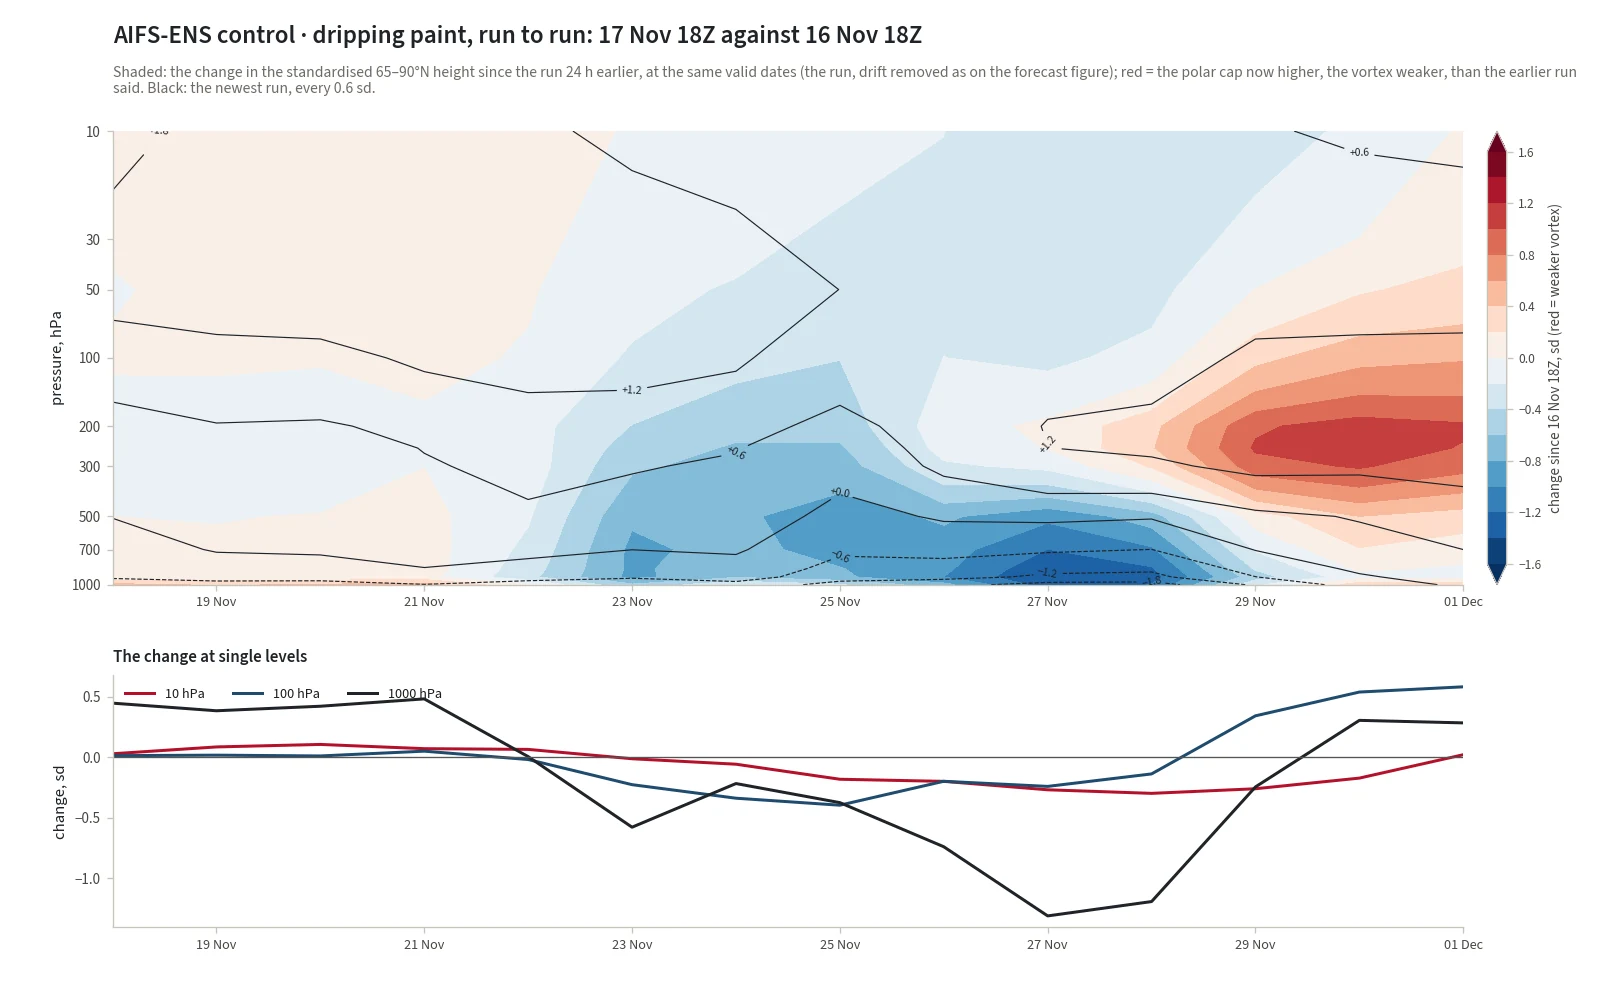 AIFS-ENS control · dripping paint, run to run: 17 Nov 18Z against 16 Nov 18Z
Shaded: the change in the standardised 65–90°N height since the run 24 h earlier, at the same valid dates (the run, drift removed as on the forecast figure); red = the polar cap now higher, the vortex weaker, than the earlier run
said. Black: the newest run, every 0.6 sd.
pressure, hPa
10
30
50
100
200
300
500
700
1000
+0.6
+1.2
+1.2
+0.6
+0.0
−0.6
−1.2
−1.8
19 Nov
21 Nov
23 Nov
25 Nov
27 Nov
29 Nov
01 Dec
1.6
1.2
0.8
0.4
0.0
−0.4
−0.8
−1.2
−1.6
change since 16 Nov 18Z, sd (red = weaker vortex)
The change at single levels
10 hPa
100 hPa
1000 hPa
change, sd
0.5
0.0
−0.5
−1.0
19 Nov
21 Nov
23 Nov
25 Nov
27 Nov
29 Nov
01 Dec